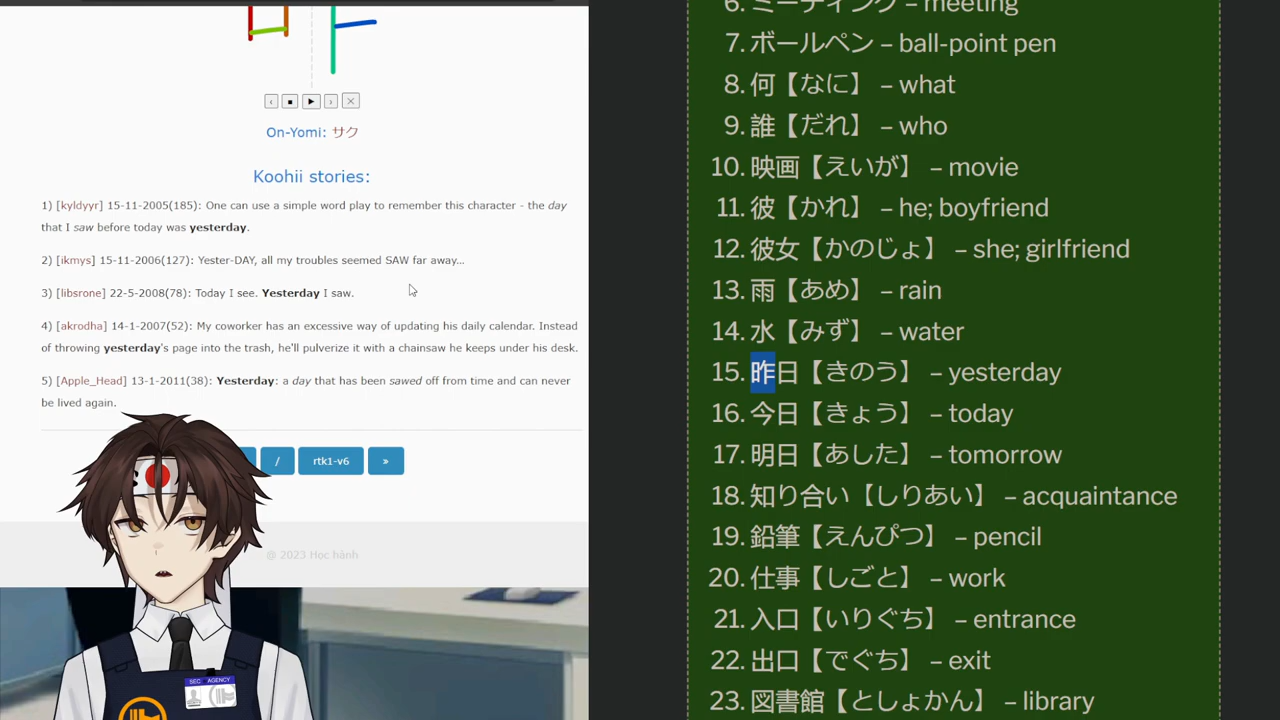 On-Yomi: サク
Koohii stories:
1) [kyldyyr] 15-11-2005(185): One can use a simple word play to remember this character - the day
that I saw before today was yesterday.
2) [ikmys] 15-11-2006(127): Yester-DAY, all my troubles seemed SAW far away...
3) [libsrone] 22-5-2008(78): Today I see. Yesterday I saw.
4) [akrodha] 14-1-2007(52): My coworker has an excessive way of updating his daily calendar. Instead
of throwing yesterday's page into the trash, he'll pulverize it with a chainsaw he keeps under his desk.
5) [Apple_Head] 13-1-2011(38): Yesterday: a day that has been sawed off from time and can never
be lived again.
/
rtk1-v6
»
@ 2023 Học hành
SEC AGENCY
6. ミーティング – meeting
7. ボールペン – ball-point pen
8. 何【なに】 – what
9. 誰【だれ】 – who
10. 映画【えいが】 – movie
11. 彼【かれ】 – he; boyfriend
12. 彼女【かのじょ】 – she; girlfriend
13. 雨【あめ】 – rain
14. 水【みず】 – water
15. 昨日【きのう】 – yesterday
16. 今日【きょう】 – today
17. 明日【あした】 – tomorrow
18. 知り合い【しりあい】 – acquaintance
19. 鉛筆【えんぴつ】 – pencil
20. 仕事【しごと】 – work
21. 入口【いりぐち】 – entrance
22. 出口【でぐち】 – exit
23. 図書館【としょかん】 – library